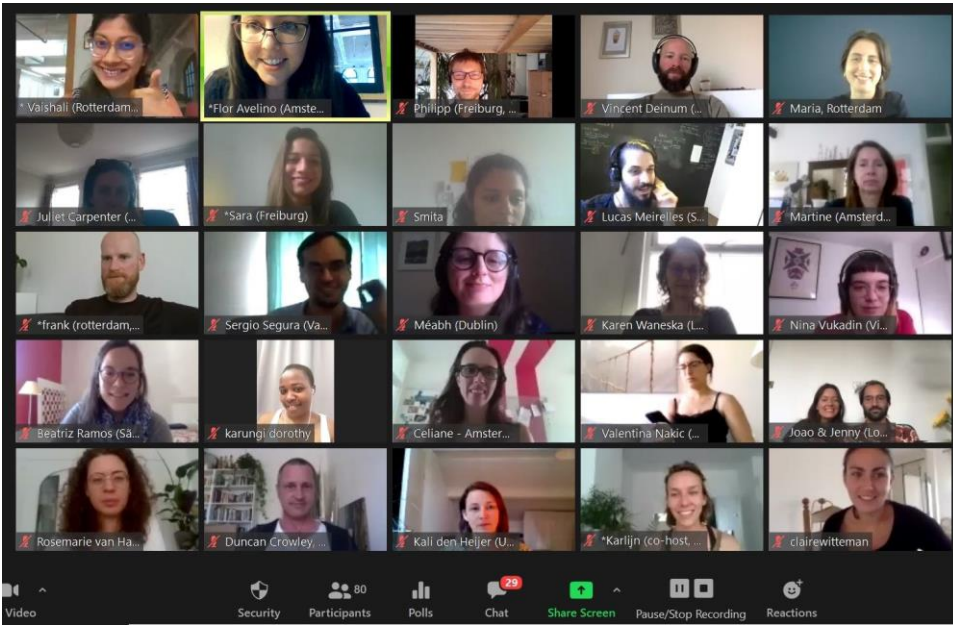 * Vaishali (Rotterdam...
*Flor Avelino (Amste...
Philipp (Freiburg, ...
Vincent Deinum (...
Maria, Rotterdam
Juliet Carpenter (...
*Sara (Freiburg)
Smita
Lucas Meirelles (S...
Martine (Amsterd...
*frank (rotterdam,...
Sergio Segura (Va...
Méabh (Dublin)
Karen Waneska (L...
Nina Vukadin (Vi...
Beatriz Ramos (Sã...
karungi dorothy
Celiane - Amster...
Valentina Nakic (...
Joao & Jenny (Lo...
Rosemarie van Ha...
Duncan Crowley, ...
Kali den Heijer (U...
*Karlijn (co-host, ...
clairewitteman
80
29
Video
Security
Participants
Polls
Chat
Share Screen
Pause/Stop Recording
Reactions